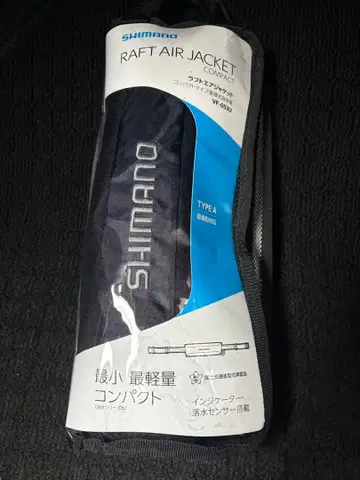 SHIMANO
RAFT AIR JACKET
COMPACT
ラフトエアジャケット
VF-053U
SHIMANO
TYPE A
最小 最軽量
コンパクト
インジケーター
落水センサー搭載